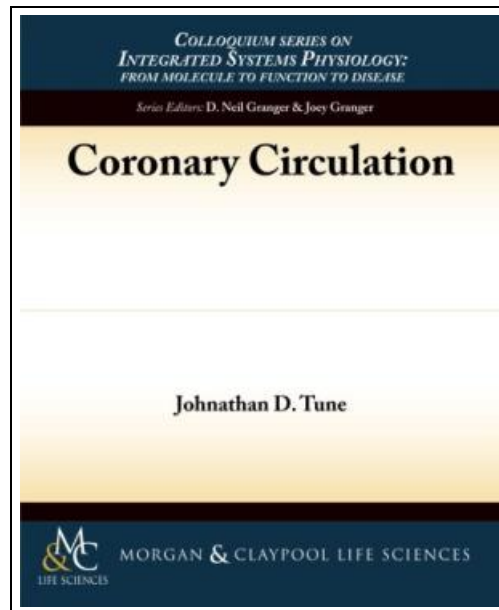 COLLOQUIUM SERIES ON
INTEGRATED SYSTEMS PHYSIOLOGY:
FROM MOLECULE TO FUNCTION TO DISEASE
Series Editors: D. Neil Granger & Joey Granger
Coronary Circulation
Johnathan D. Tune
M&C
LIFE SCIENCES
MORGAN & CLAYPOOL LIFE SCIENCES